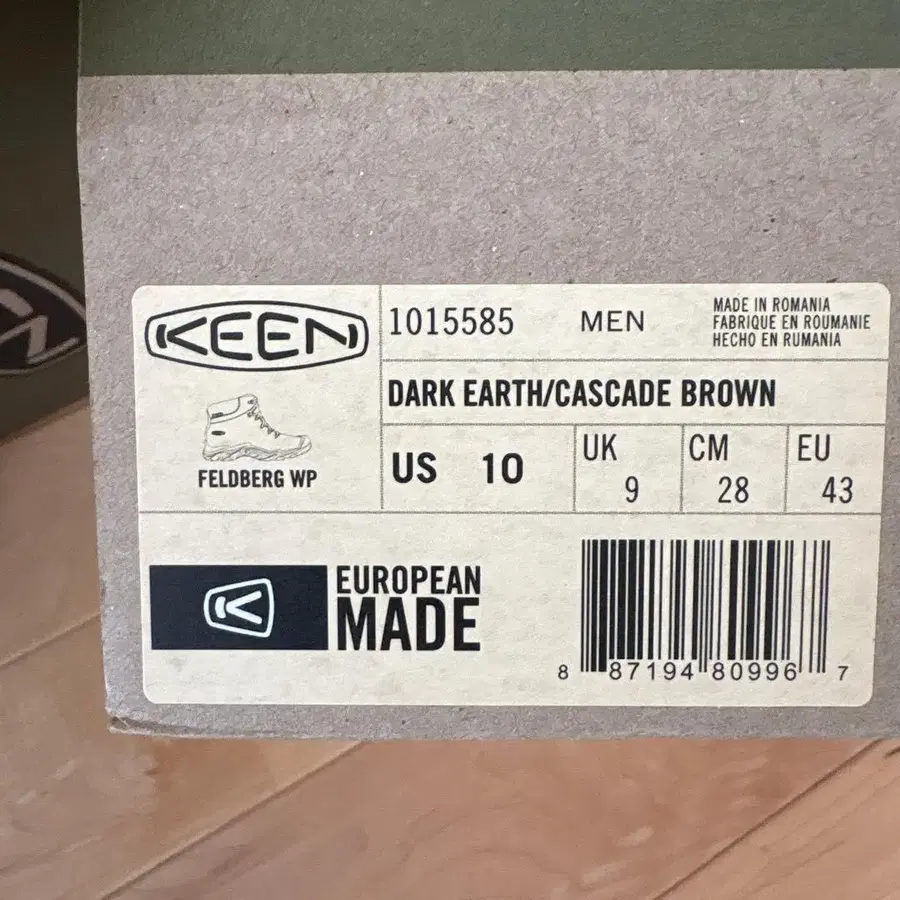 KEEN
1015585 MEN
MADE IN ROMANIA
FABRIQUE EN ROUMANIE
HECHO EN RUMANIA
DARK EARTH/CASCADE BROWN
FELDBERG WP
US 10
UK 9
CM 28
EU 43
EUROPEAN
MADE
8 87194 80996 7